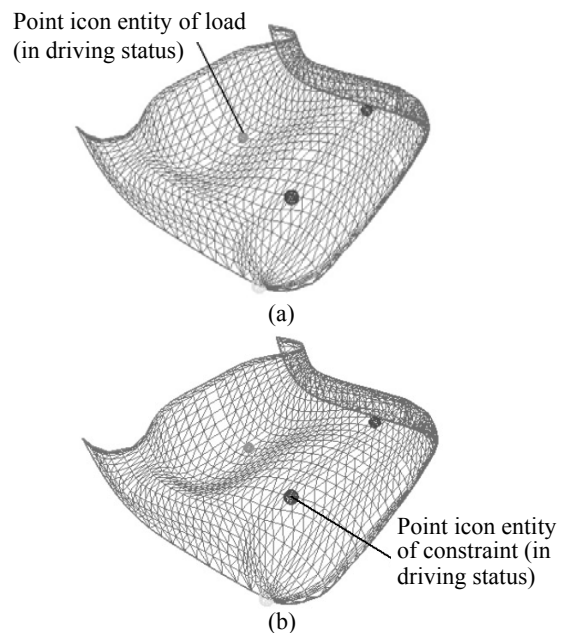 Point icon entity of load
(in driving status)
(a)
Point icon entity
of constraint (in
driving status)
(b)